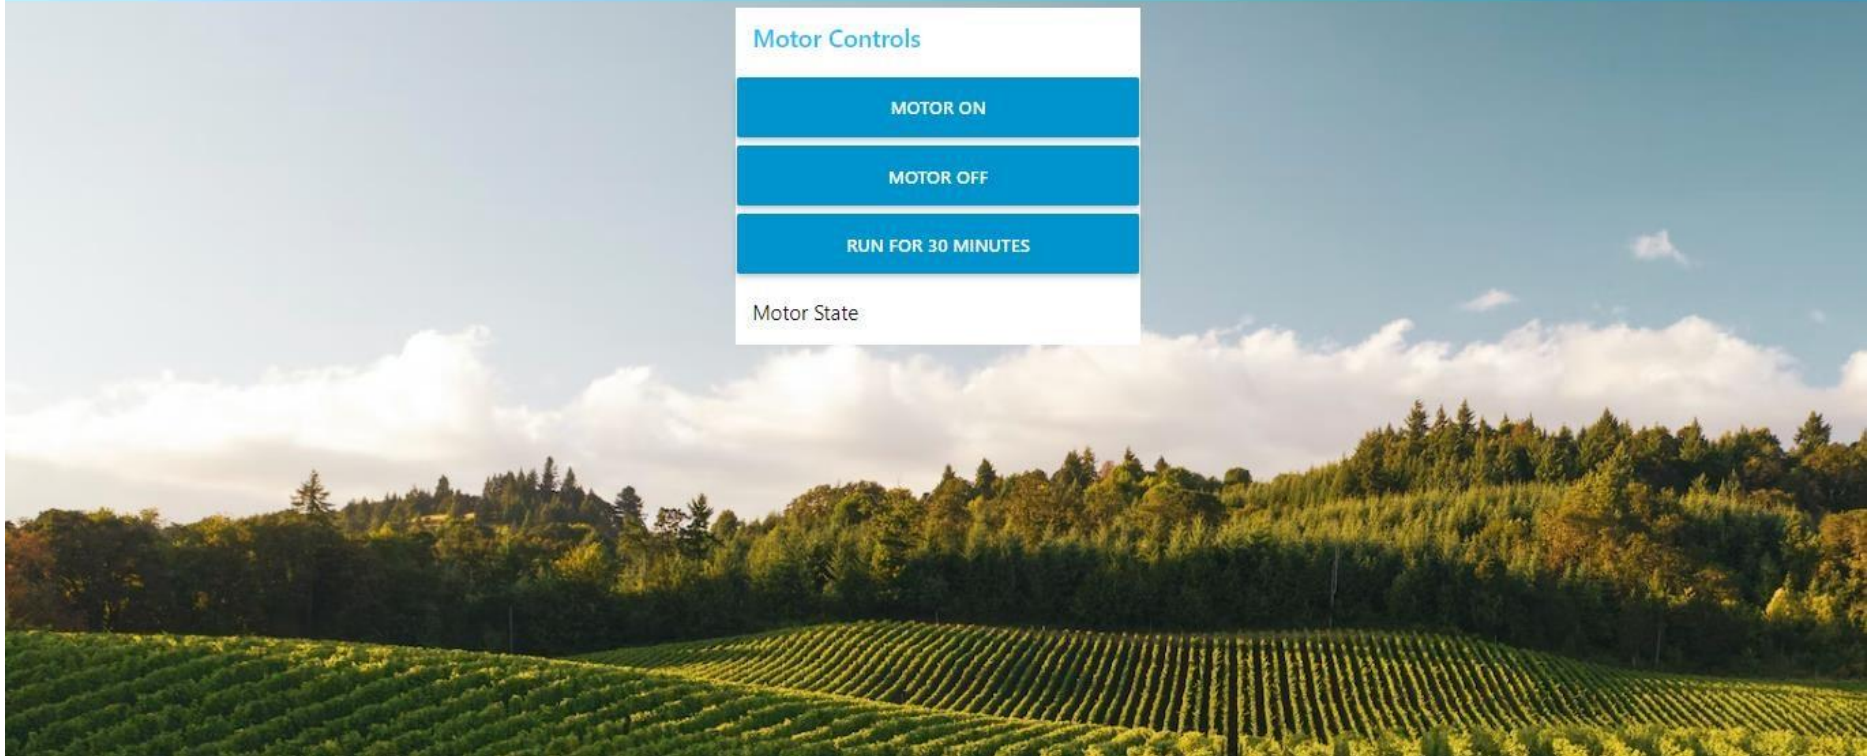 Motor Controls
MOTOR ON
MOTOR OFF
RUN FOR 30 MINUTES
Motor State